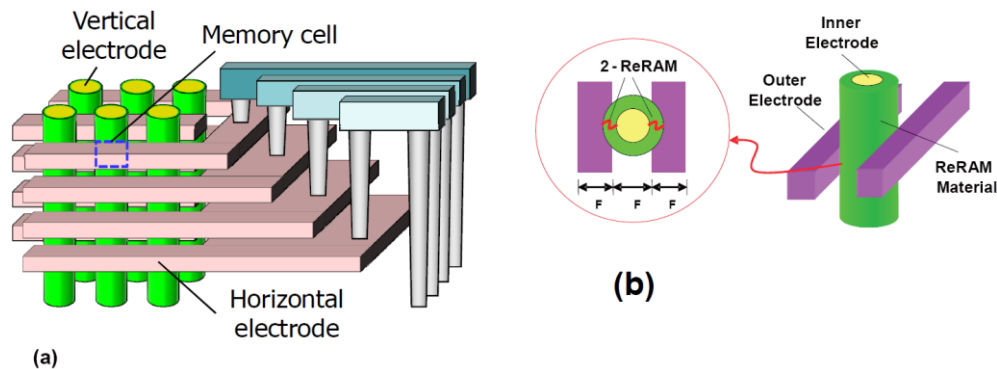 Vertical
electrode
Memory cell
Horizontal
electrode
(a)
2 - ReRAM
F
F
F
(b)
Inner
Electrode
Outer
Electrode
ReRAM
Material